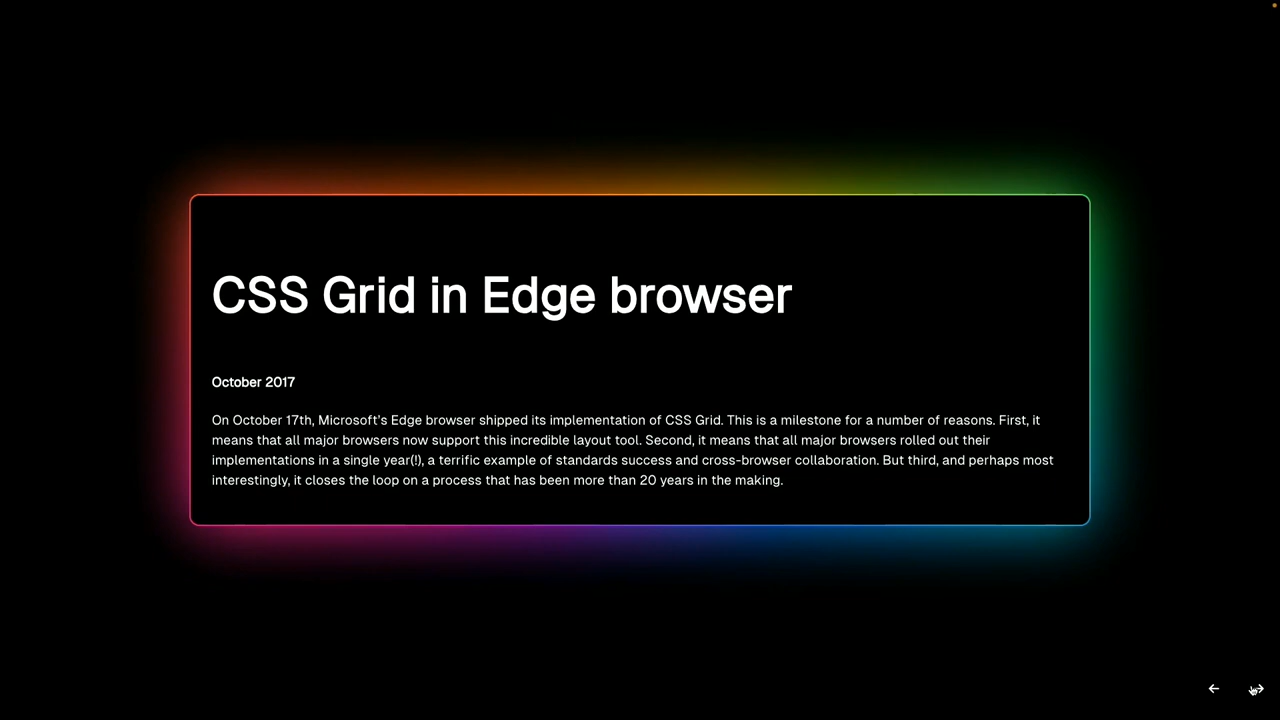 CSS Grid in Edge browser
October 2017
On October 17th, Microsoft's Edge browser shipped its implementation of CSS Grid. This is a milestone for a number of reasons. First, it
means that all major browsers now support this incredible layout tool. Second, it means that all major browsers rolled out their
implementations in a single year(!), a terrific example of standards success and cross-browser collaboration. But third, and perhaps most
interestingly, it closes the loop on a process that has been more than 20 years in the making.